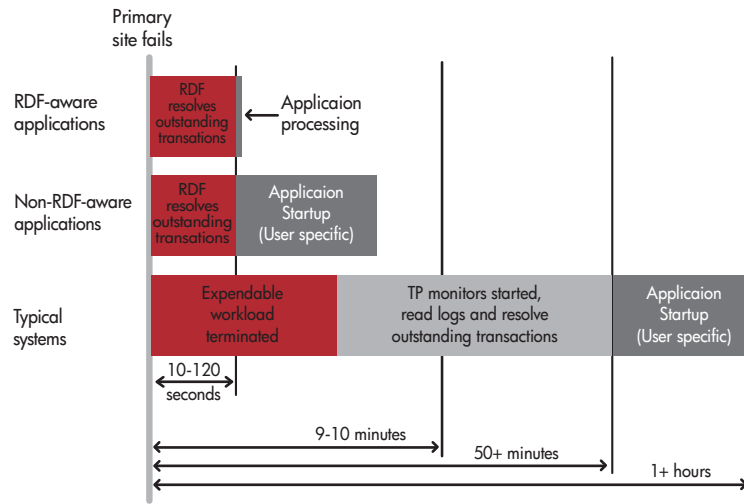 Primary
site fails
RDF-aware
applications
RDF
resolves
outstanding
transations
Applicaion
processing
Non-RDF-aware
applications
RDF
resolves
outstanding
transations
Applicaion
Startup
(User specific)
Typical
systems
Expendable
workload
terminated
TP monitors started,
read logs and resolve
outstanding transactions
Applicaion
Startup
(User specific)
10-120
seconds
9-10 minutes
50+ minutes
1+ hours